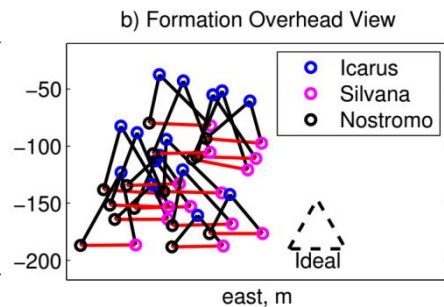 b) Formation Overhead View
Icarus
Silvana
Nostromo
−50
−100
−150
−200
Ideal
east, m